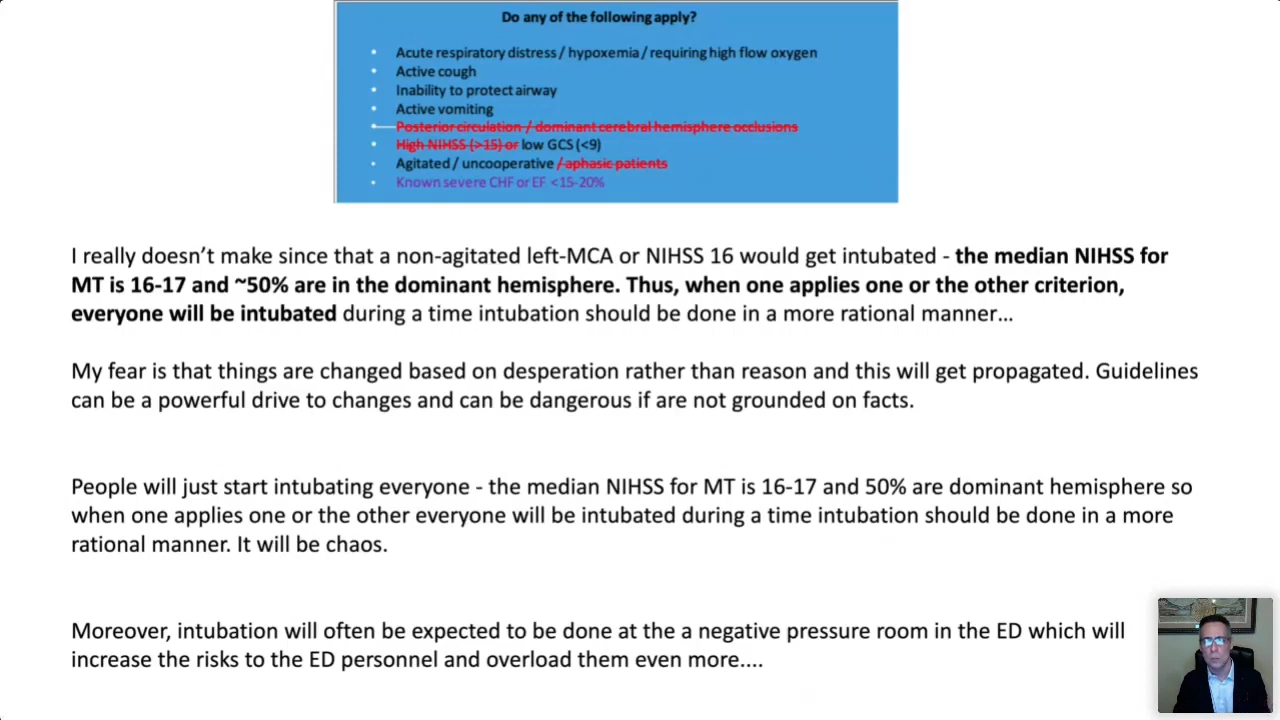 Do any of the following apply?
• Acute respiratory distress / hypoxemia / requiring high flow oxygen
• Active cough
• Inability to protect airway
• Active vomiting
• Posterior circulation / dominant cerebral hemisphere occlusions
• High NIHSS (>15) or low GCS (<9)
• Agitated / uncooperative / aphasic patients
• Known severe CHF or EF <15-20%
I really doesn’t make since that a non-agitated left-MCA or NIHSS 16 would get intubated - the median NIHSS for
MT is 16-17 and ~50% are in the dominant hemisphere. Thus, when one applies one or the other criterion,
everyone will be intubated during a time intubation should be done in a more rational manner…
My fear is that things are changed based on desperation rather than reason and this will get propagated. Guidelines
can be a powerful drive to changes and can be dangerous if are not grounded on facts.
People will just start intubating everyone - the median NIHSS for MT is 16-17 and 50% are dominant hemisphere so
when one applies one or the other everyone will be intubated during a time intubation should be done in a more
rational manner. It will be chaos.
Moreover, intubation will often be expected to be done at the a negative pressure room in the ED which will
increase the risks to the ED personnel and overload them even more....